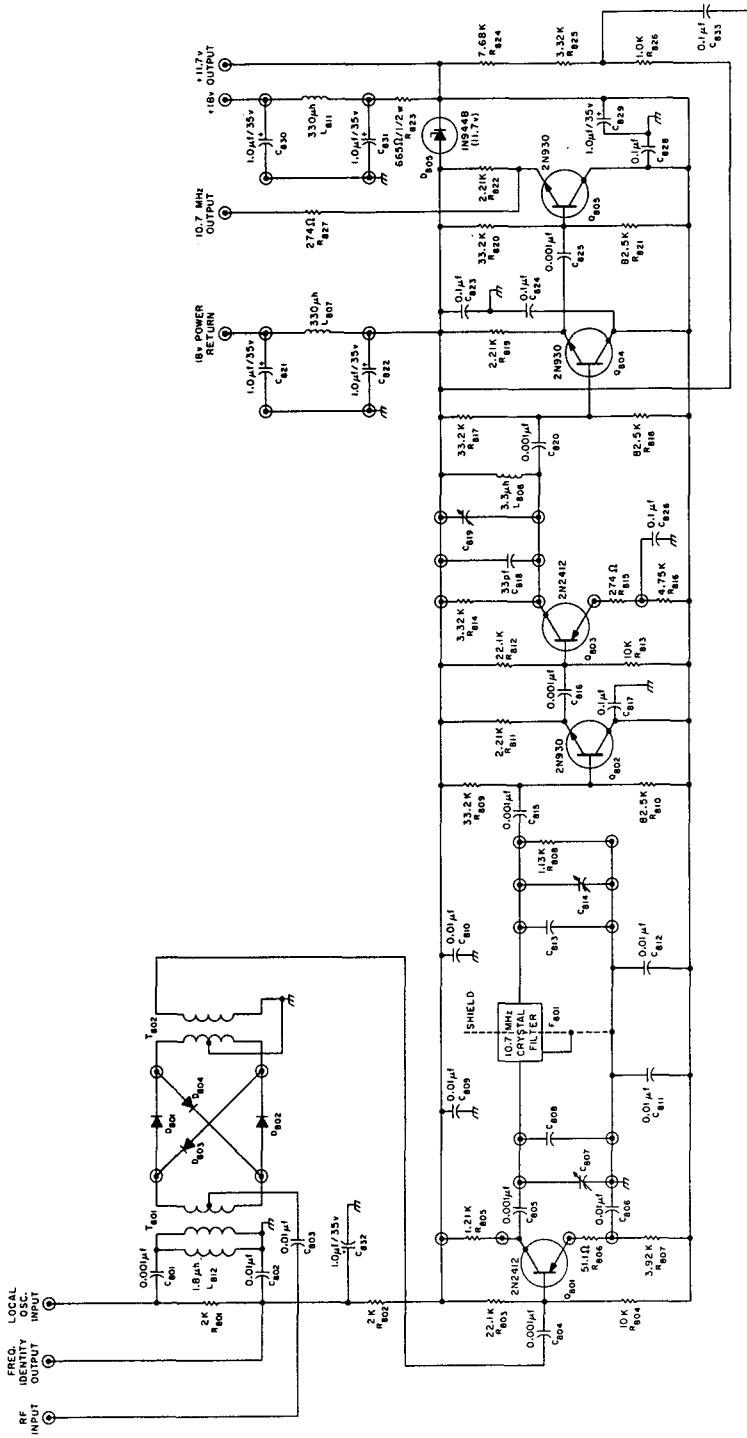 RF INPUT
FREQ. IDENTITY OUTPUT
LOCAL OSC. INPUT
18v POWER RETURN
10.7 MHz OUTPUT
+18v
+11.7v OUTPUT
0.001µf C801
2K R801
1.8µh L812
0.01µf C802
T801
0.01µf C803
D801
D803
D804
D802
T802
1.0µf/35v C832
2K R802
22.1K R803
0.001µf C804
10K R804
2N2412 Q801
1.21K R805
0.001µf C805
51.1Ω R806
0.01µf C806
3.92K R807
C807
C808
0.01µf C809
0.01µf C811
SHIELD
10.7 MHz CRYSTAL FILTER
F801
0.01µf C810
0.01µf C812
C813
C814
1.13K R808
0.001µf C815
33.2K R809
82.5K R810
2N930 Q802
2.21K R811
0.001µf C816
0.1µf C817
22.1K R812
10K R813
2N2412 Q803
3.32K R814
274Ω R815
4.75K R816
0.1µf C826
33pf C818
C819
3.3µh L806
0.001µf C820
33.2K R817
82.5K R818
2N930 Q804
2.21K R819
1.0µf/35v C821
330µh L807
1.0µf/35v C822
0.1µf C823
0.1µf C824
0.001µf C825
33.2K R820
82.5K R821
2N930 Q805
2.21K R822
274Ω R827
1.0µf/35v C830
330µh L811
1.0µf/35v C831
665Ω/1/2w R823
D805
1N944B (11.7v)
1.0µf/35v C829
0.1µf C828
7.68K R824
3.32K R825
1.0K R826
0.1µf C833